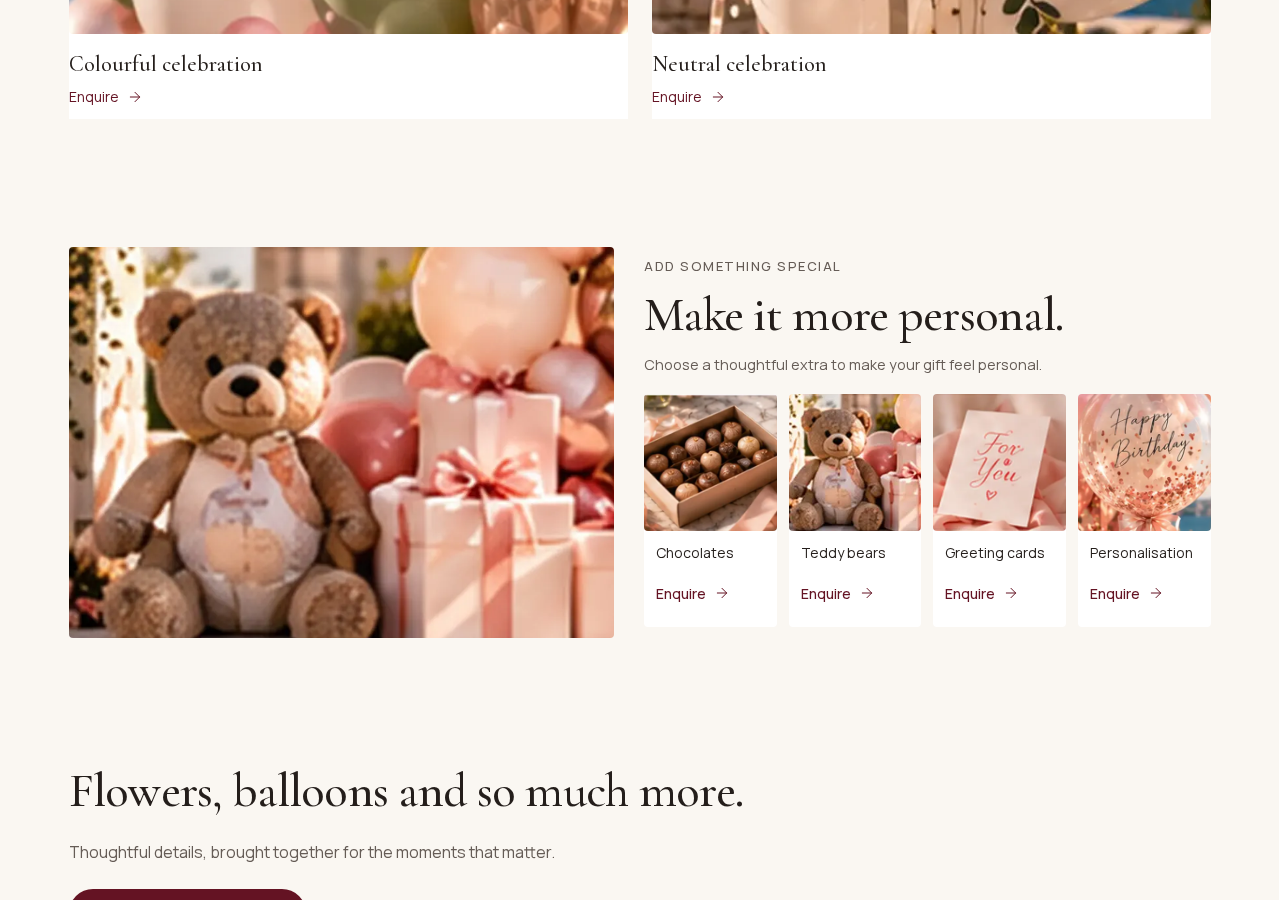 Colourful celebration
Enquire →
Neutral celebration
Enquire →
ADD SOMETHING SPECIAL
Make it more personal.
Choose a thoughtful extra to make your gift feel personal.
For
You
Happy
Birthday
Chocolates
Enquire →
Teddy bears
Enquire →
Greeting cards
Enquire →
Personalisation
Enquire →
Flowers, balloons and so much more.
Thoughtful details, brought together for the moments that matter.